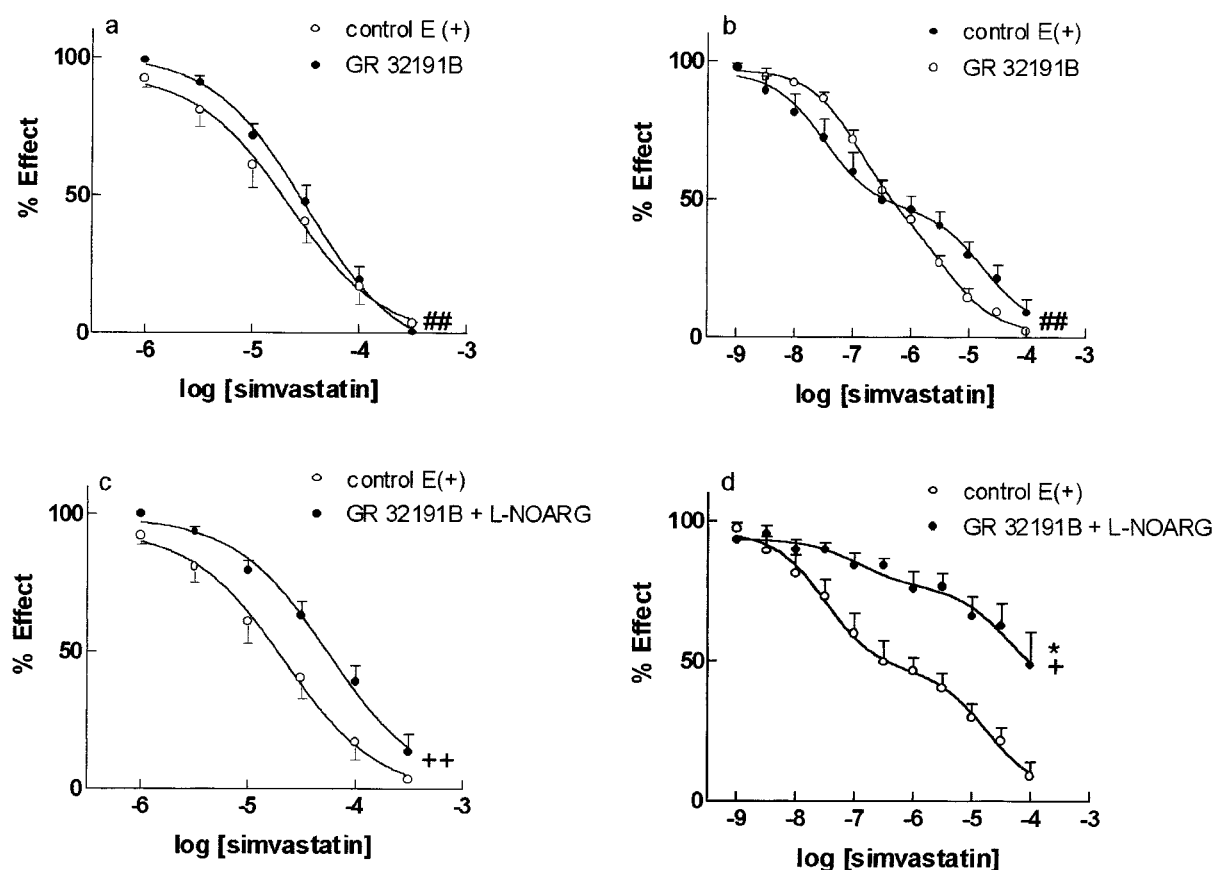 a
control E (+)
GR 32191B
100
50
0
% Effect
-6
-5
-4
-3
##
log [simvastatin]
b
control E(+)
GR 32191B
100
50
0
% Effect
-9
-8
-7
-6
-5
-4
-3
##
log [simvastatin]
c
control E(+)
GR 32191B + L-NOARG
100
50
0
% Effect
-6
-5
-4
-3
++
log [simvastatin]
d
control E(+)
GR 32191B + L-NOARG
100
50
0
% Effect
-9
-8
-7
-6
-5
-4
-3
*
+
log [simvastatin]